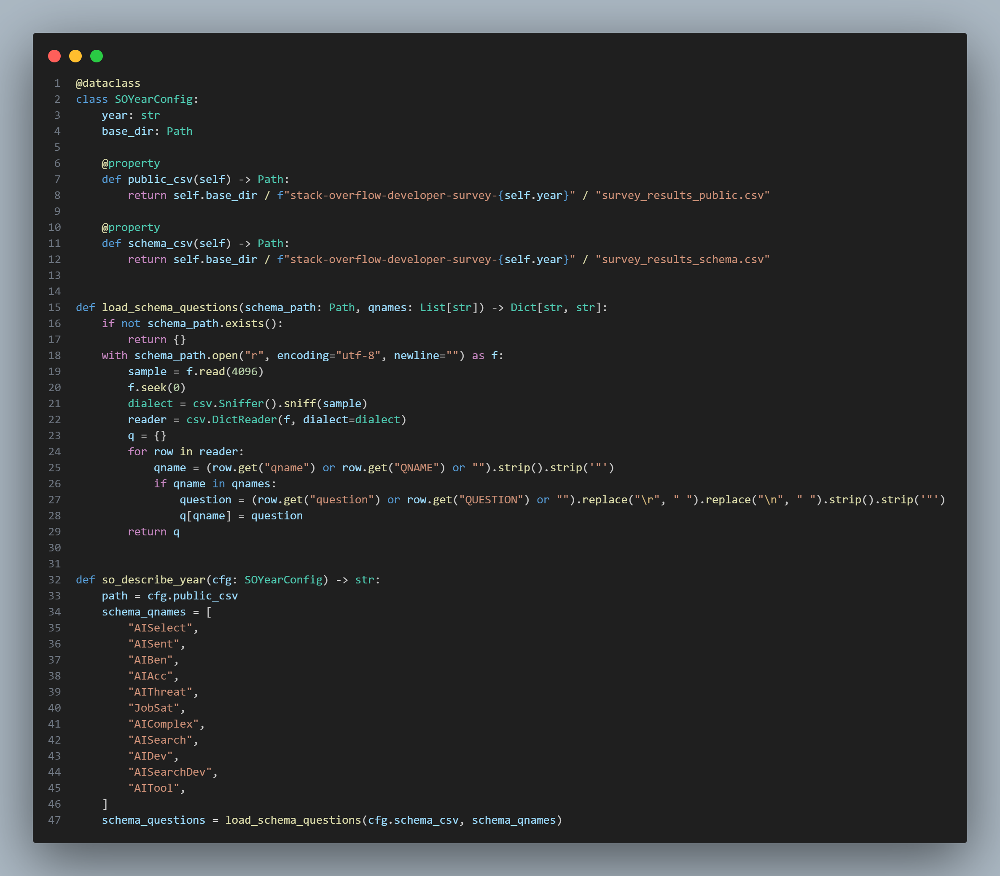 1 @dataclass
2 class SOYearConfig:
3     year: str
4     base_dir: Path
5
6     @property
7     def public_csv(self) -> Path:
8         return self.base_dir / f"stack-overflow-developer-survey-{self.year}" / "survey_results_public.csv"
9
10     @property
11     def schema_csv(self) -> Path:
12         return self.base_dir / f"stack-overflow-developer-survey-{self.year}" / "survey_results_schema.csv"
13
14
15 def load_schema_questions(schema_path: Path, qnames: List[str]) -> Dict[str, str]:
16     if not schema_path.exists():
17         return {}
18     with schema_path.open("r", encoding="utf-8", newline="") as f:
19         sample = f.read(4096)
20         f.seek(0)
21         dialect = csv.Sniffer().sniff(sample)
22         reader = csv.DictReader(f, dialect=dialect)
23         q = {}
24         for row in reader:
25             qname = (row.get("qname") or row.get("QNAME") or "").strip().strip('"')
26             if qname in qnames:
27                 question = (row.get("question") or row.get("QUESTION") or "").replace("\r", " ").replace("\n", " ").strip().strip('"')
28                 q[qname] = question
29         return q
30
31
32 def so_describe_year(cfg: SOYearConfig) -> str:
33     path = cfg.public_csv
34     schema_qnames = [
35         "AISelect",
36         "AISent",
37         "AIBen",
38         "AIAcc",
39         "AIThreat",
40         "JobSat",
41         "AIComplex",
42         "AISearch",
43         "AIDev",
44         "AISearchDev",
45         "AITool",
46     ]
47     schema_questions = load_schema_questions(cfg.schema_csv, schema_qnames)